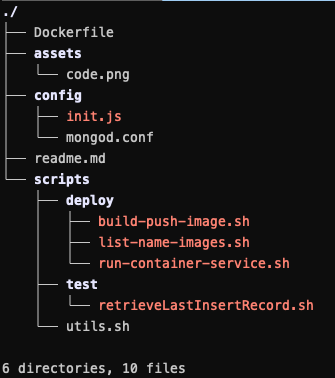 ./
├── Dockerfile
├── assets
│   └── code.png
├── config
│   ├── init.js
│   └── mongod.conf
├── readme.md
└── scripts
    ├── deploy
    │   ├── build-push-image.sh
    │   ├── list-name-images.sh
    │   └── run-container-service.sh
    ├── test
    │   └── retrieveLastInsertRecord.sh
    └── utils.sh
6 directories, 10 files